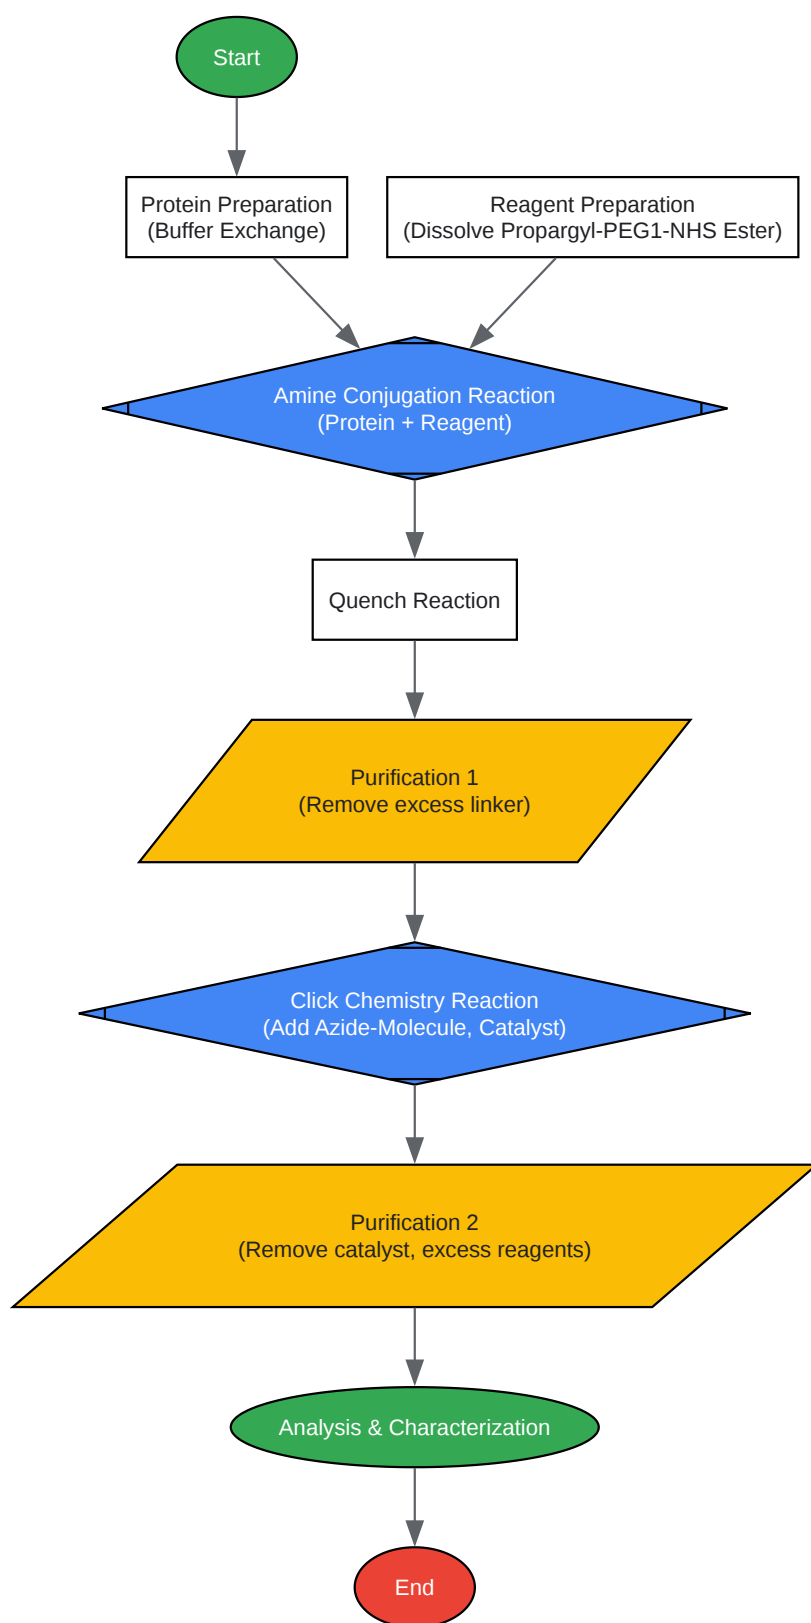 Start
Protein Preparation
(Buffer Exchange)
Reagent Preparation
(Dissolve Propargyl-PEG1-NHS Ester)
Amine Conjugation Reaction
(Protein + Reagent)
Quench Reaction
Purification 1
(Remove excess linker)
Click Chemistry Reaction
(Add Azide-Molecule, Catalyst)
Purification 2
(Remove catalyst, excess reagents)
Analysis & Characterization
End